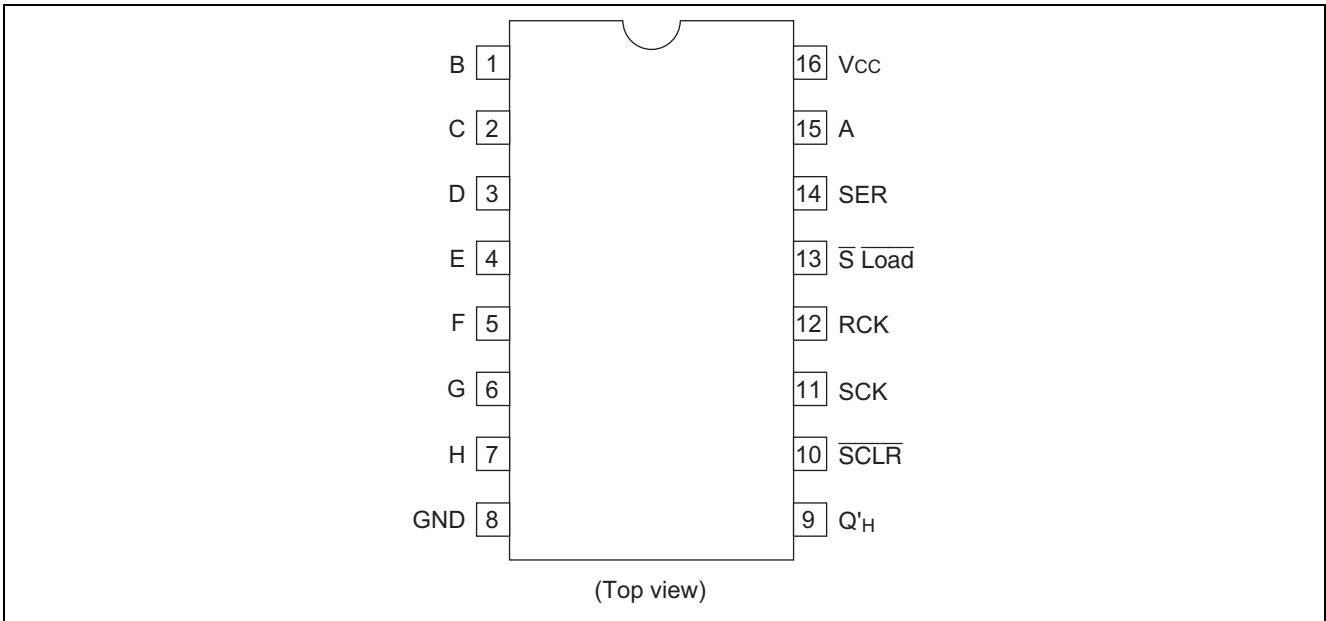 B 1 16 Vcc
C 2 15 A
D 3 14 SER
E 4 13 S̅ L̅o̅a̅d̅
F 5 12 RCK
G 6 11 SCK
H 7 10 S̅C̅L̅R̅
GND 8 9 Q'H
(Top view)